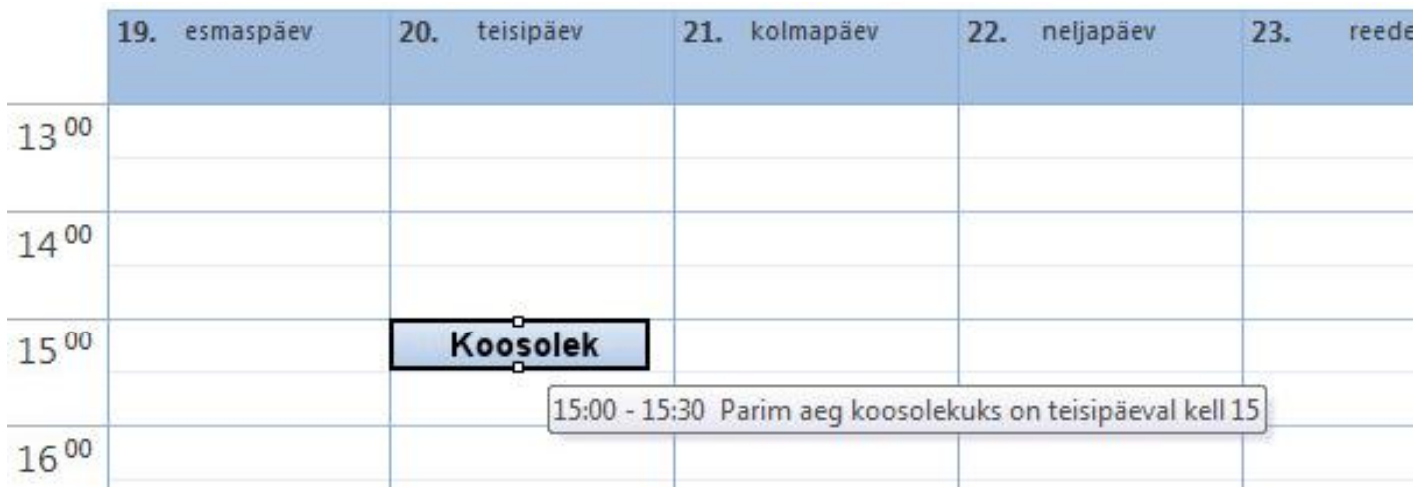 19. esmaspäev 20. teisipäev 21. kolmapäev 22. neljapäev 23. reede
13 00
14 00
15 00 Koosolek
15:00 - 15:30 Parim aeg koosolekuks on teisipäeval kell 15
16 00